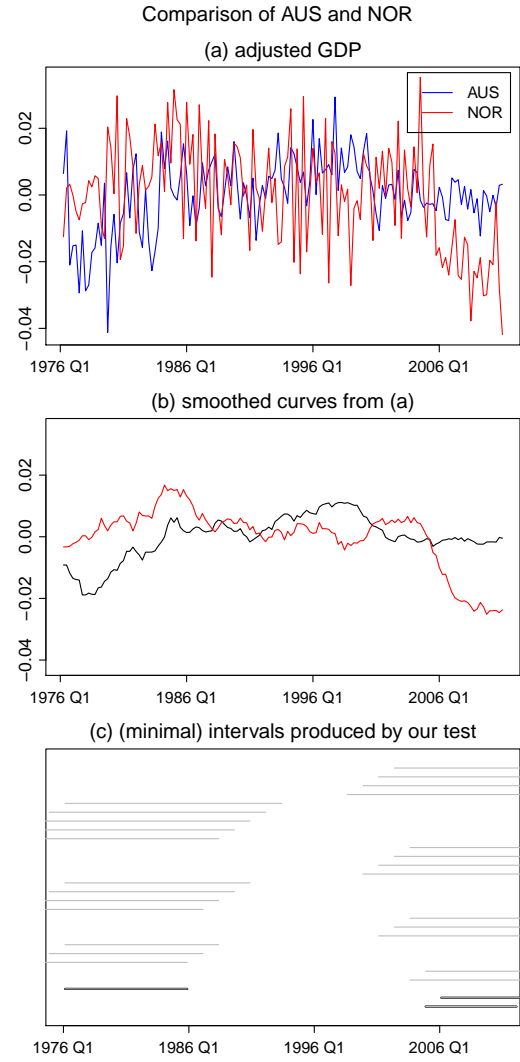 Comparison of AUS and NOR
(a) adjusted GDP
AUS
NOR
0.02
0.00
−0.02
−0.04
1976 Q1 1986 Q1 1996 Q1 2006 Q1
(b) smoothed curves from (a)
0.02
0.00
−0.02
−0.04
1976 Q1 1986 Q1 1996 Q1 2006 Q1
(c) (minimal) intervals produced by our test
1976 Q1 1986 Q1 1996 Q1 2006 Q1